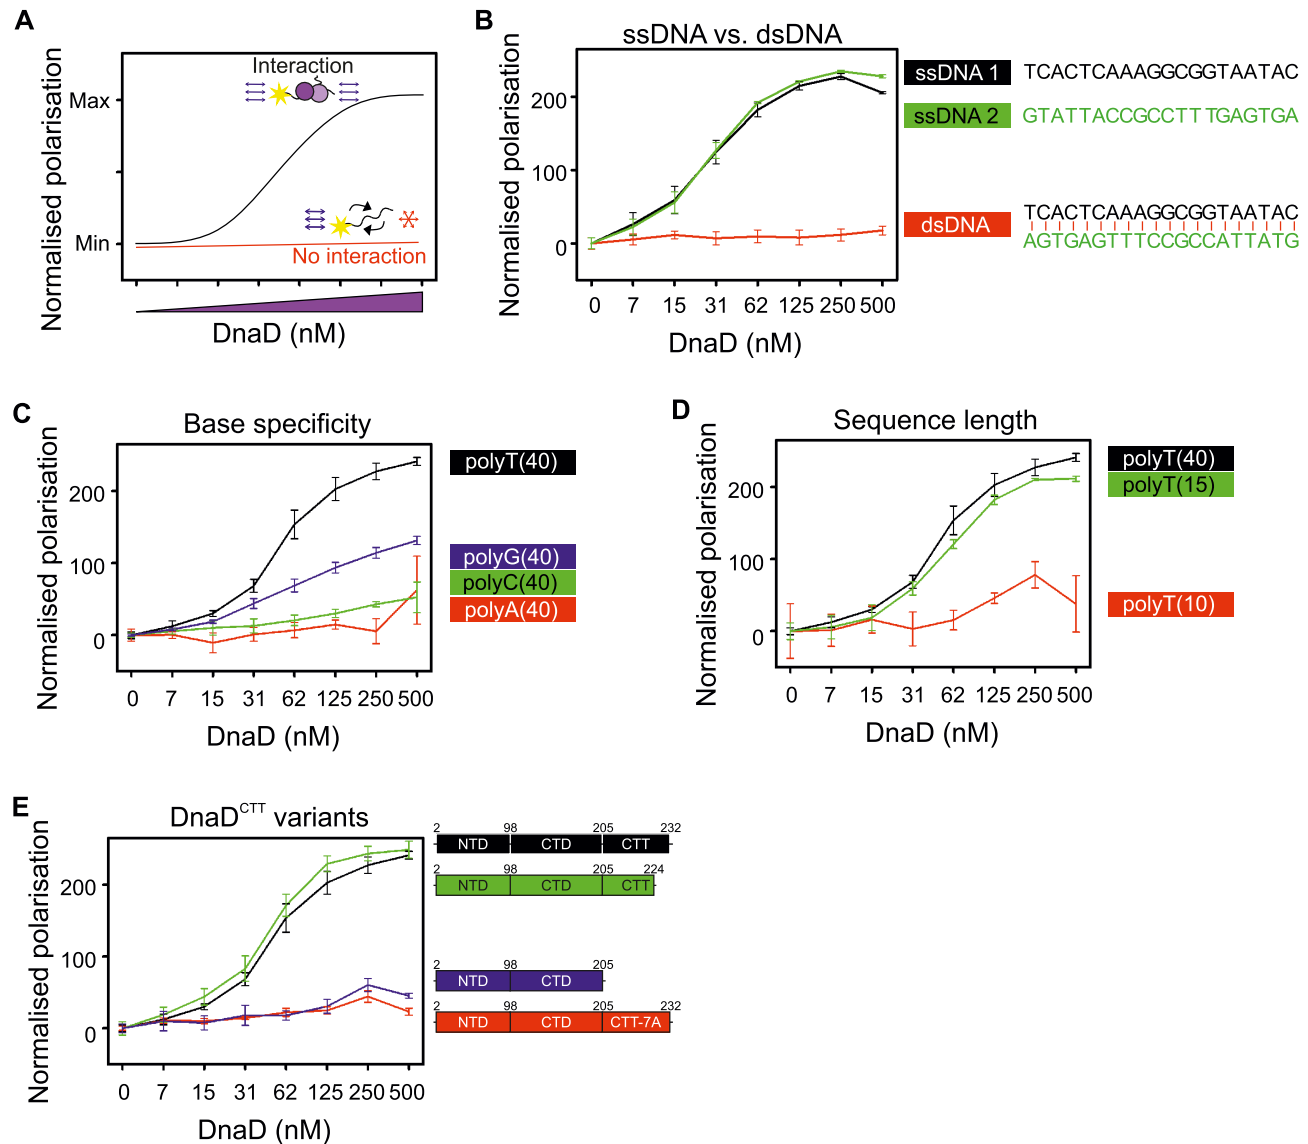 A
Normalised polarisation
Max
Min
Interaction
No interaction
DnaD (nM)
B
ssDNA vs. dsDNA
Normalised polarisation
200
100
0
0 7 15 31 62 125 250 500
DnaD (nM)
ssDNA 1 TCACTCAAAGGCGGTAATAC
ssDNA 2 GTATTACCGCCTTTGAGTGA
dsDNA TCACTCAAAGGCGGTAATAC
AGTGAGTTTCCGCCATTATG
C
Base specificity
Normalised polarisation
200
100
0
0 7 15 31 62 125 250 500
DnaD (nM)
polyT(40)
polyG(40)
polyC(40)
polyA(40)
D
Sequence length
Normalised polarisation
200
100
0
0 7 15 31 62 125 250 500
DnaD (nM)
polyT(40)
polyT(15)
polyT(10)
E
DnaD^CTT variants
Normalised polarisation
200
100
0
0 7 15 31 62 125 250 500
DnaD (nM)
2 98 205 232
NTD CTD CTT
2 98 205 224
NTD CTD CTT
2 98 205
NTD CTD
2 98 205 232
NTD CTD CTT-7A